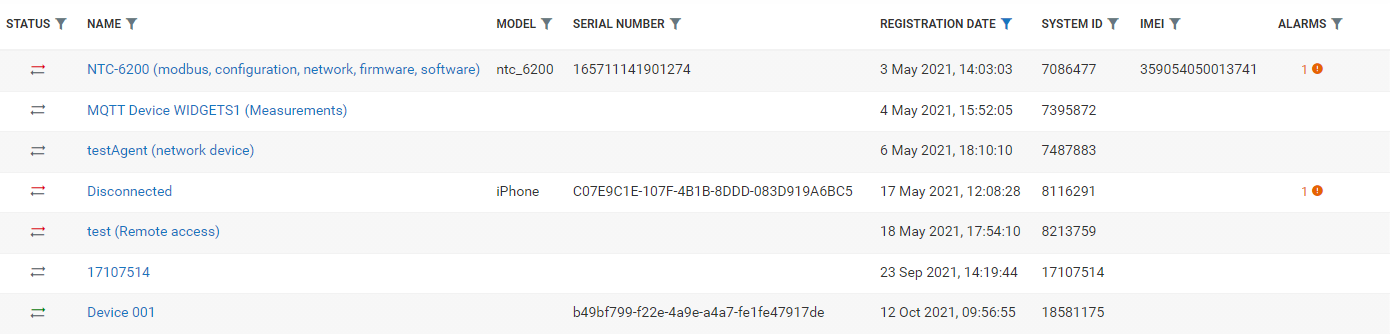 STATUS NAME MODEL SERIAL NUMBER REGISTRATION DATE SYSTEM ID IMEI ALARMS
NTC-6200 (modbus, configuration, network, firmware, software) ntc_6200 165711141901274 3 May 2021, 14:03:03 7086477 359054050013741 1
MQTT Device WIDGETS1 (Measurements) 4 May 2021, 15:52:05 7395872
testAgent (network device) 6 May 2021, 18:10:10 7487883
Disconnected iPhone C07E9C1E-107F-4B1B-8DDD-083D919A6BC5 17 May 2021, 12:08:28 8116291 1
test (Remote access) 18 May 2021, 17:54:10 8213759
17107514 23 Sep 2021, 14:19:44 17107514
Device 001 b49bf799-f22e-4a9e-a4a7-fe1fe47917de 12 Oct 2021, 09:56:55 18581175